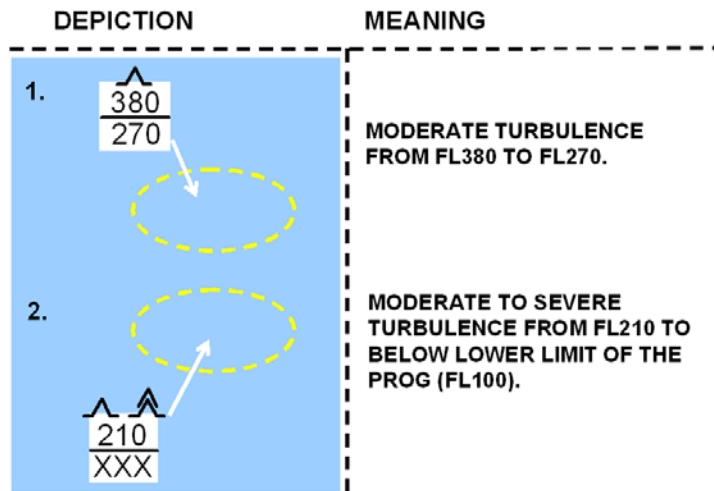 DEPICTION MEANING
1.
380
270
MODERATE TURBULENCE
FROM FL380 TO FL270.
2.
210
XXX
MODERATE TO SEVERE
TURBULENCE FROM FL210 TO
BELOW LOWER LIMIT OF THE
PROG (FL100).